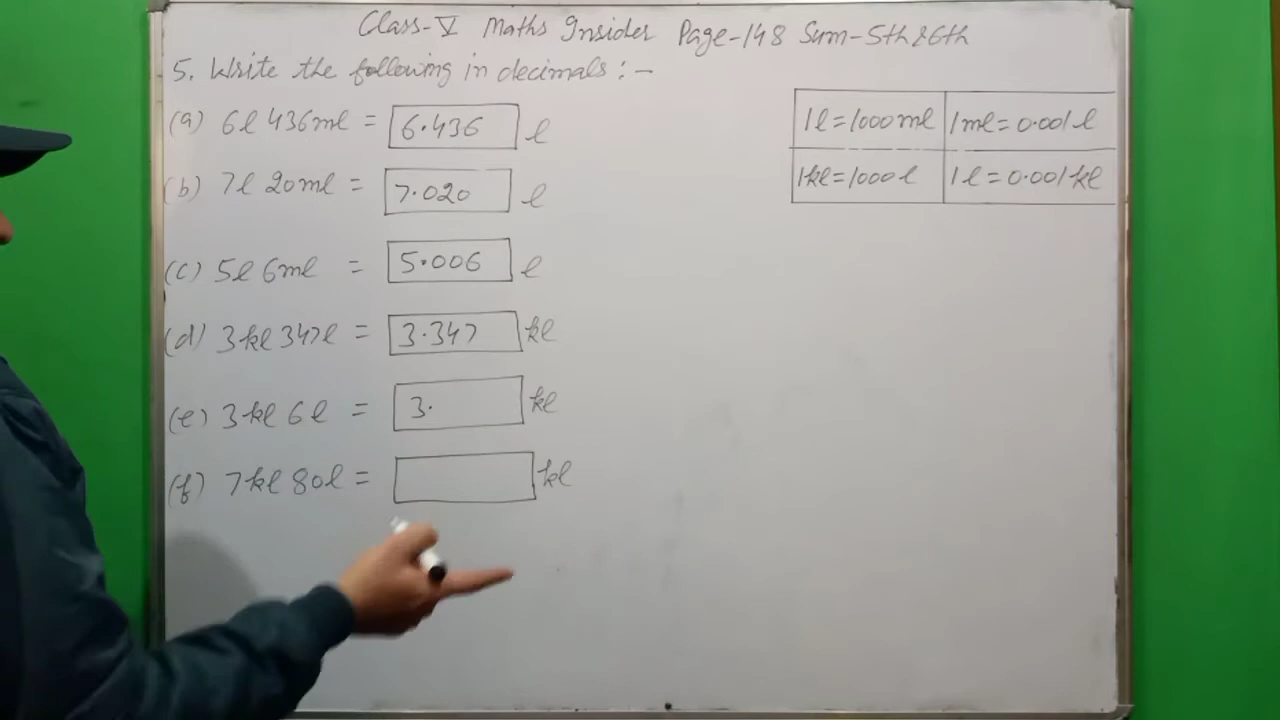 Class-V Maths Insider Page-148 Sum-5th&6th
5. Write the following in decimals :-
(a) 6l 436ml = 6.436 l
(b) 7l 20ml = 7.020 l
(c) 5l 6ml = 5.006 l
(d) 3kl 347l = 3.347 kl
(e) 3kl 6l = 3. kl
(f) 7kl 80l = kl
1l=1000ml 1ml=0.001l
1kl=1000l 1l=0.001kl